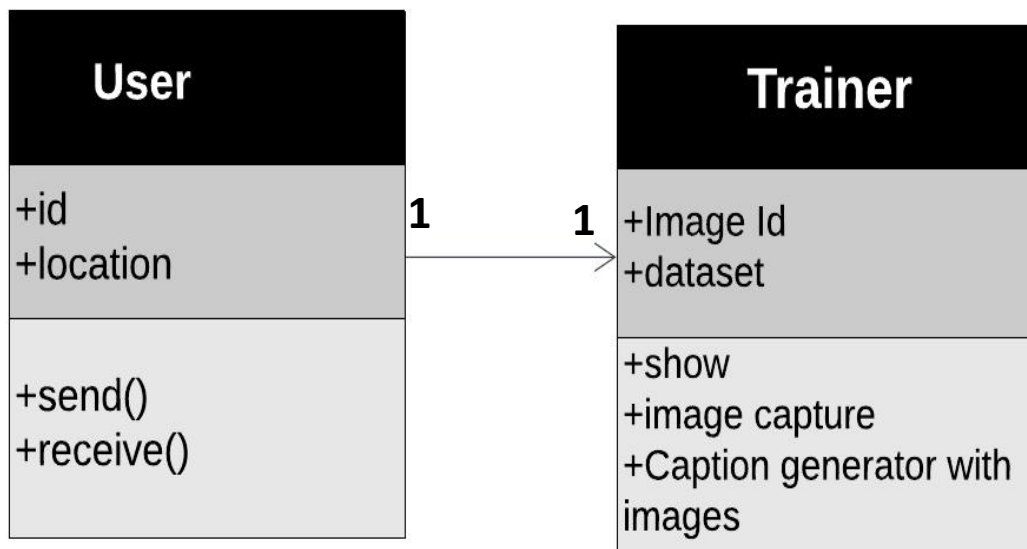 User
+id
+location
+send()
+receive()
1
1
Trainer
+Image Id
+dataset
+show
+image capture
+Caption generator with
images